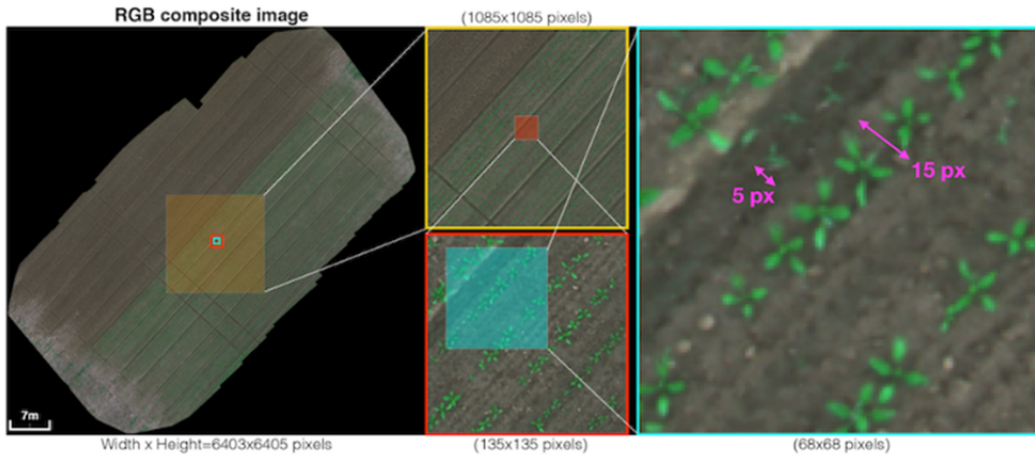 RGB composite image
(1085x1085 pixels)
15 px
5 px
7m
Width x Height=6403x6405 pixels
(135x135 pixels)
(68x68 pixels)